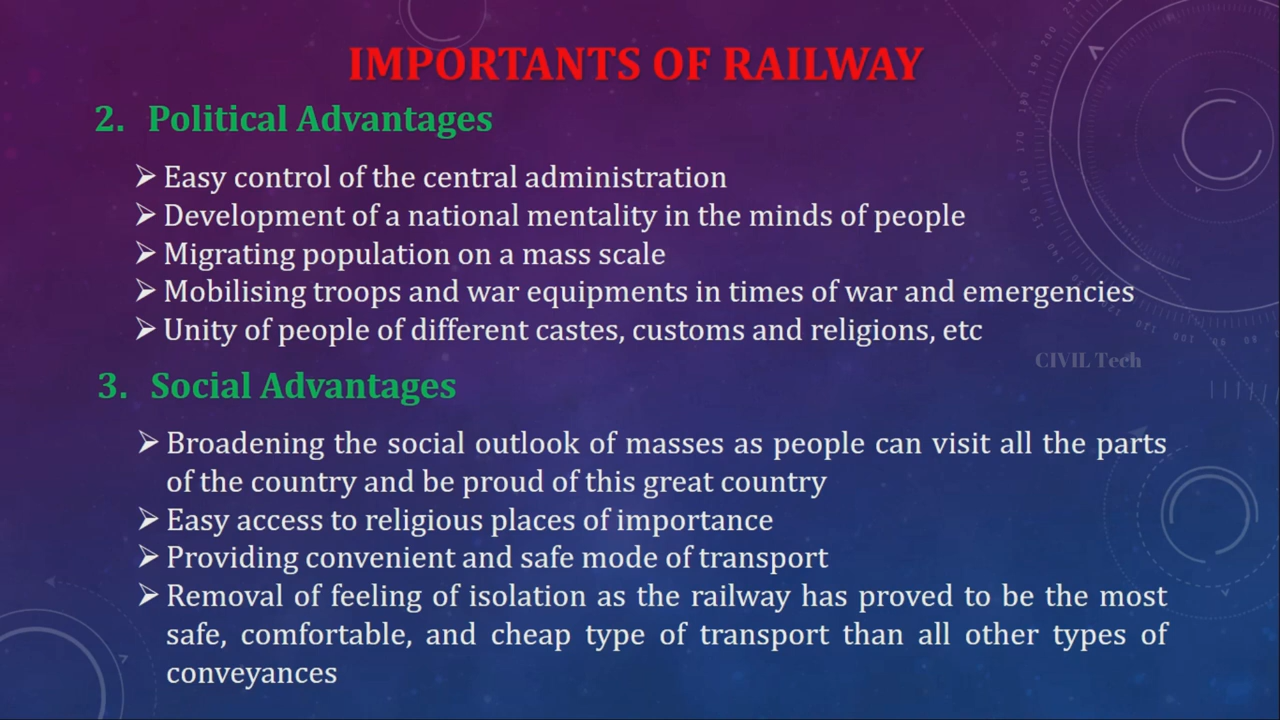 IMPORTANTS OF RAILWAY
2. Political Advantages
➢ Easy control of the central administration
➢ Development of a national mentality in the minds of people
➢ Migrating population on a mass scale
➢ Mobilising troops and war equipments in times of war and emergencies
➢ Unity of people of different castes, customs and religions, etc
CIVIL Tech
3. Social Advantages
➢ Broadening the social outlook of masses as people can visit all the parts
of the country and be proud of this great country
➢ Easy access to religious places of importance
➢ Providing convenient and safe mode of transport
➢ Removal of feeling of isolation as the railway has proved to be the most
safe, comfortable, and cheap type of transport than all other types of
conveyances